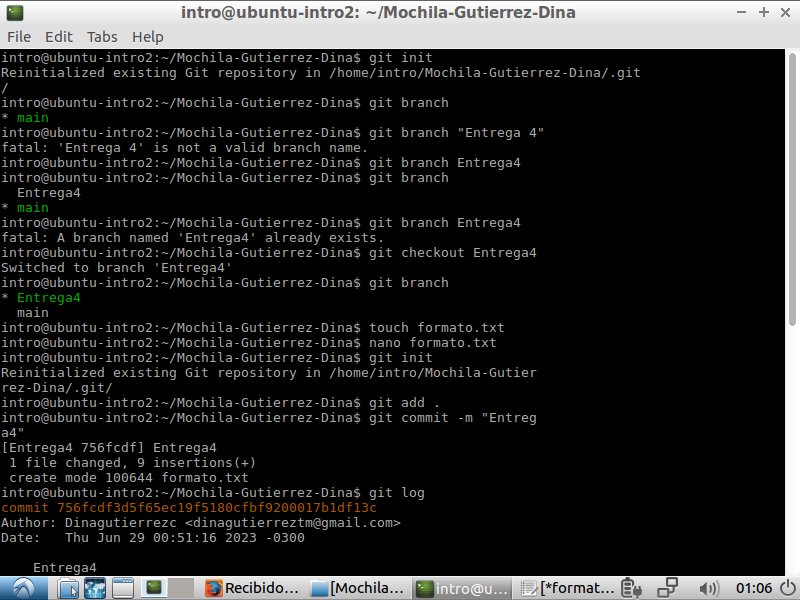 intro@ubuntu-intro2: ~/Mochila-Gutierrez-Dina
File Edit Tabs Help
intro@ubuntu-intro2:~/Mochila-Gutierrez-Dina$ git init
Reinitialized existing Git repository in /home/intro/Mochila-Gutierrez-Dina/.git
/
intro@ubuntu-intro2:~/Mochila-Gutierrez-Dina$ git branch
* main
intro@ubuntu-intro2:~/Mochila-Gutierrez-Dina$ git branch "Entrega 4"
fatal: 'Entrega 4' is not a valid branch name.
intro@ubuntu-intro2:~/Mochila-Gutierrez-Dina$ git branch Entrega4
intro@ubuntu-intro2:~/Mochila-Gutierrez-Dina$ git branch
  Entrega4
* main
intro@ubuntu-intro2:~/Mochila-Gutierrez-Dina$ git branch Entrega4
fatal: A branch named 'Entrega4' already exists.
intro@ubuntu-intro2:~/Mochila-Gutierrez-Dina$ git checkout Entrega4
Switched to branch 'Entrega4'
intro@ubuntu-intro2:~/Mochila-Gutierrez-Dina$ git branch
* Entrega4
  main
intro@ubuntu-intro2:~/Mochila-Gutierrez-Dina$ touch formato.txt
intro@ubuntu-intro2:~/Mochila-Gutierrez-Dina$ nano formato.txt
intro@ubuntu-intro2:~/Mochila-Gutierrez-Dina$ git init
Reinitialized existing Git repository in /home/intro/Mochila-Gutier
rez-Dina/.git/
intro@ubuntu-intro2:~/Mochila-Gutierrez-Dina$ git add .
intro@ubuntu-intro2:~/Mochila-Gutierrez-Dina$ git commit -m "Entreg
a4"
[Entrega4 756fcdf] Entrega4
 1 file changed, 9 insertions(+)
 create mode 100644 formato.txt
intro@ubuntu-intro2:~/Mochila-Gutierrez-Dina$ git log
commit 756fcdf3d5f65ec19f5180cfbf9200017b1df13c
Author: Dinagutierrezc <dinagutierreztm@gmail.com>
Date:   Thu Jun 29 00:51:16 2023 -0300
    Entrega4
Recibido... [Mochila... intro@u... [*format... 01:06